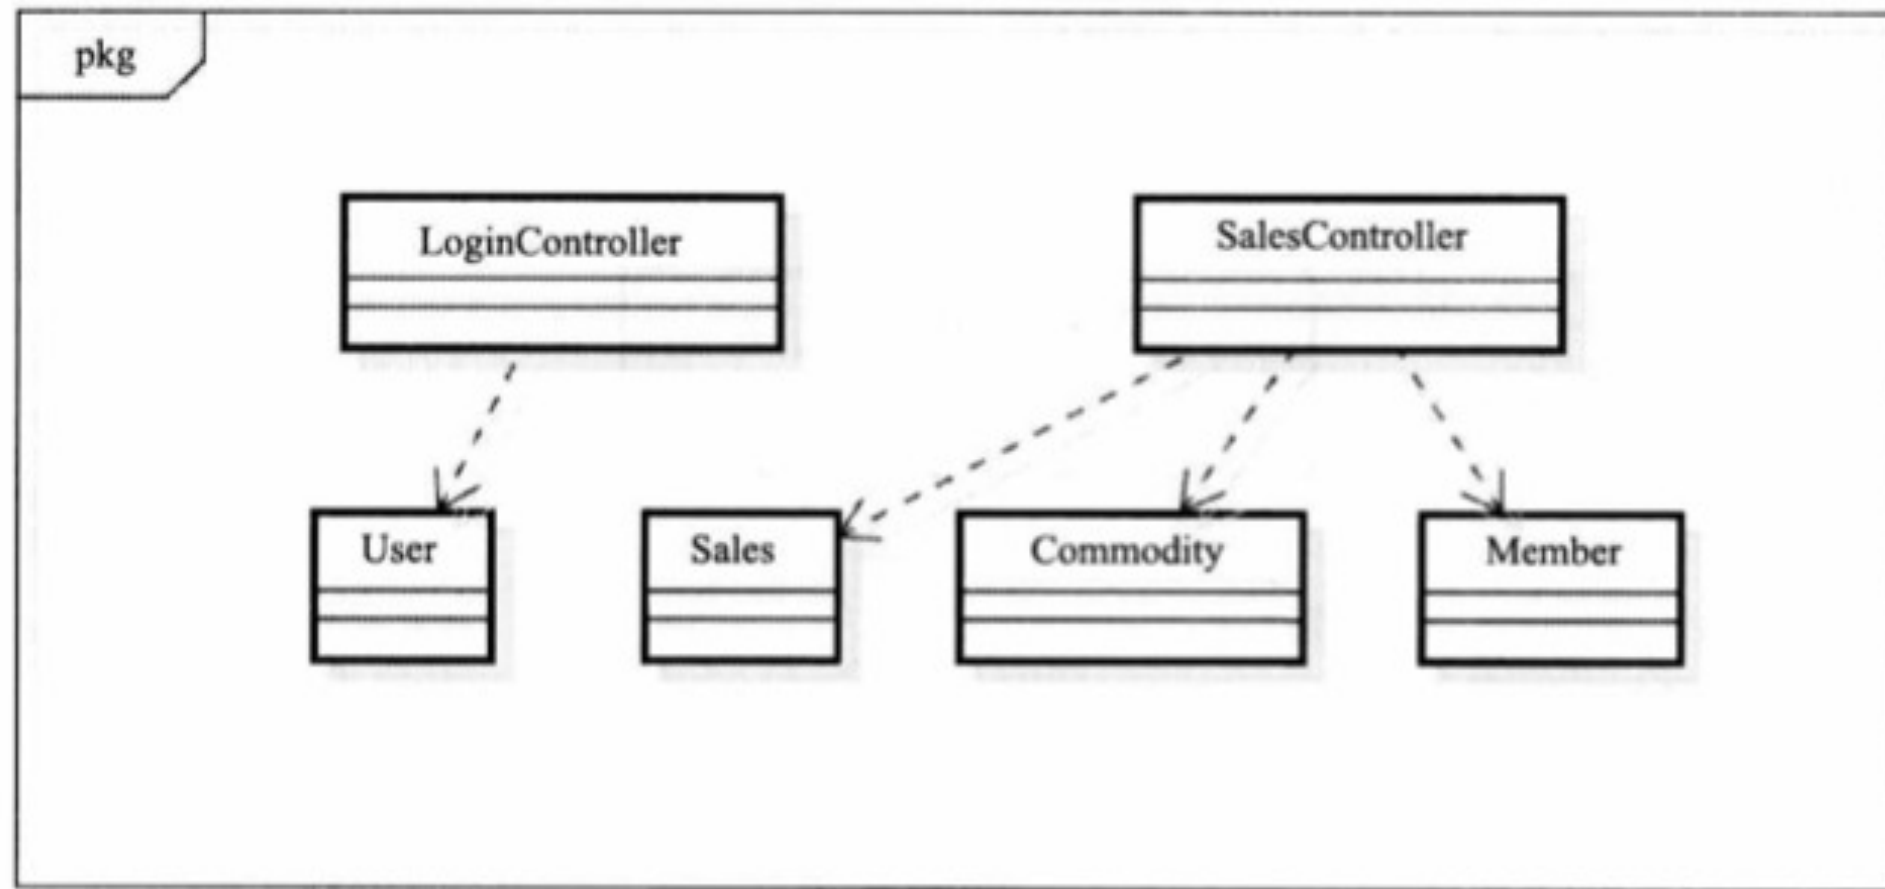 pkg
LoginController
SalesController
User
Sales
Commodity
Member